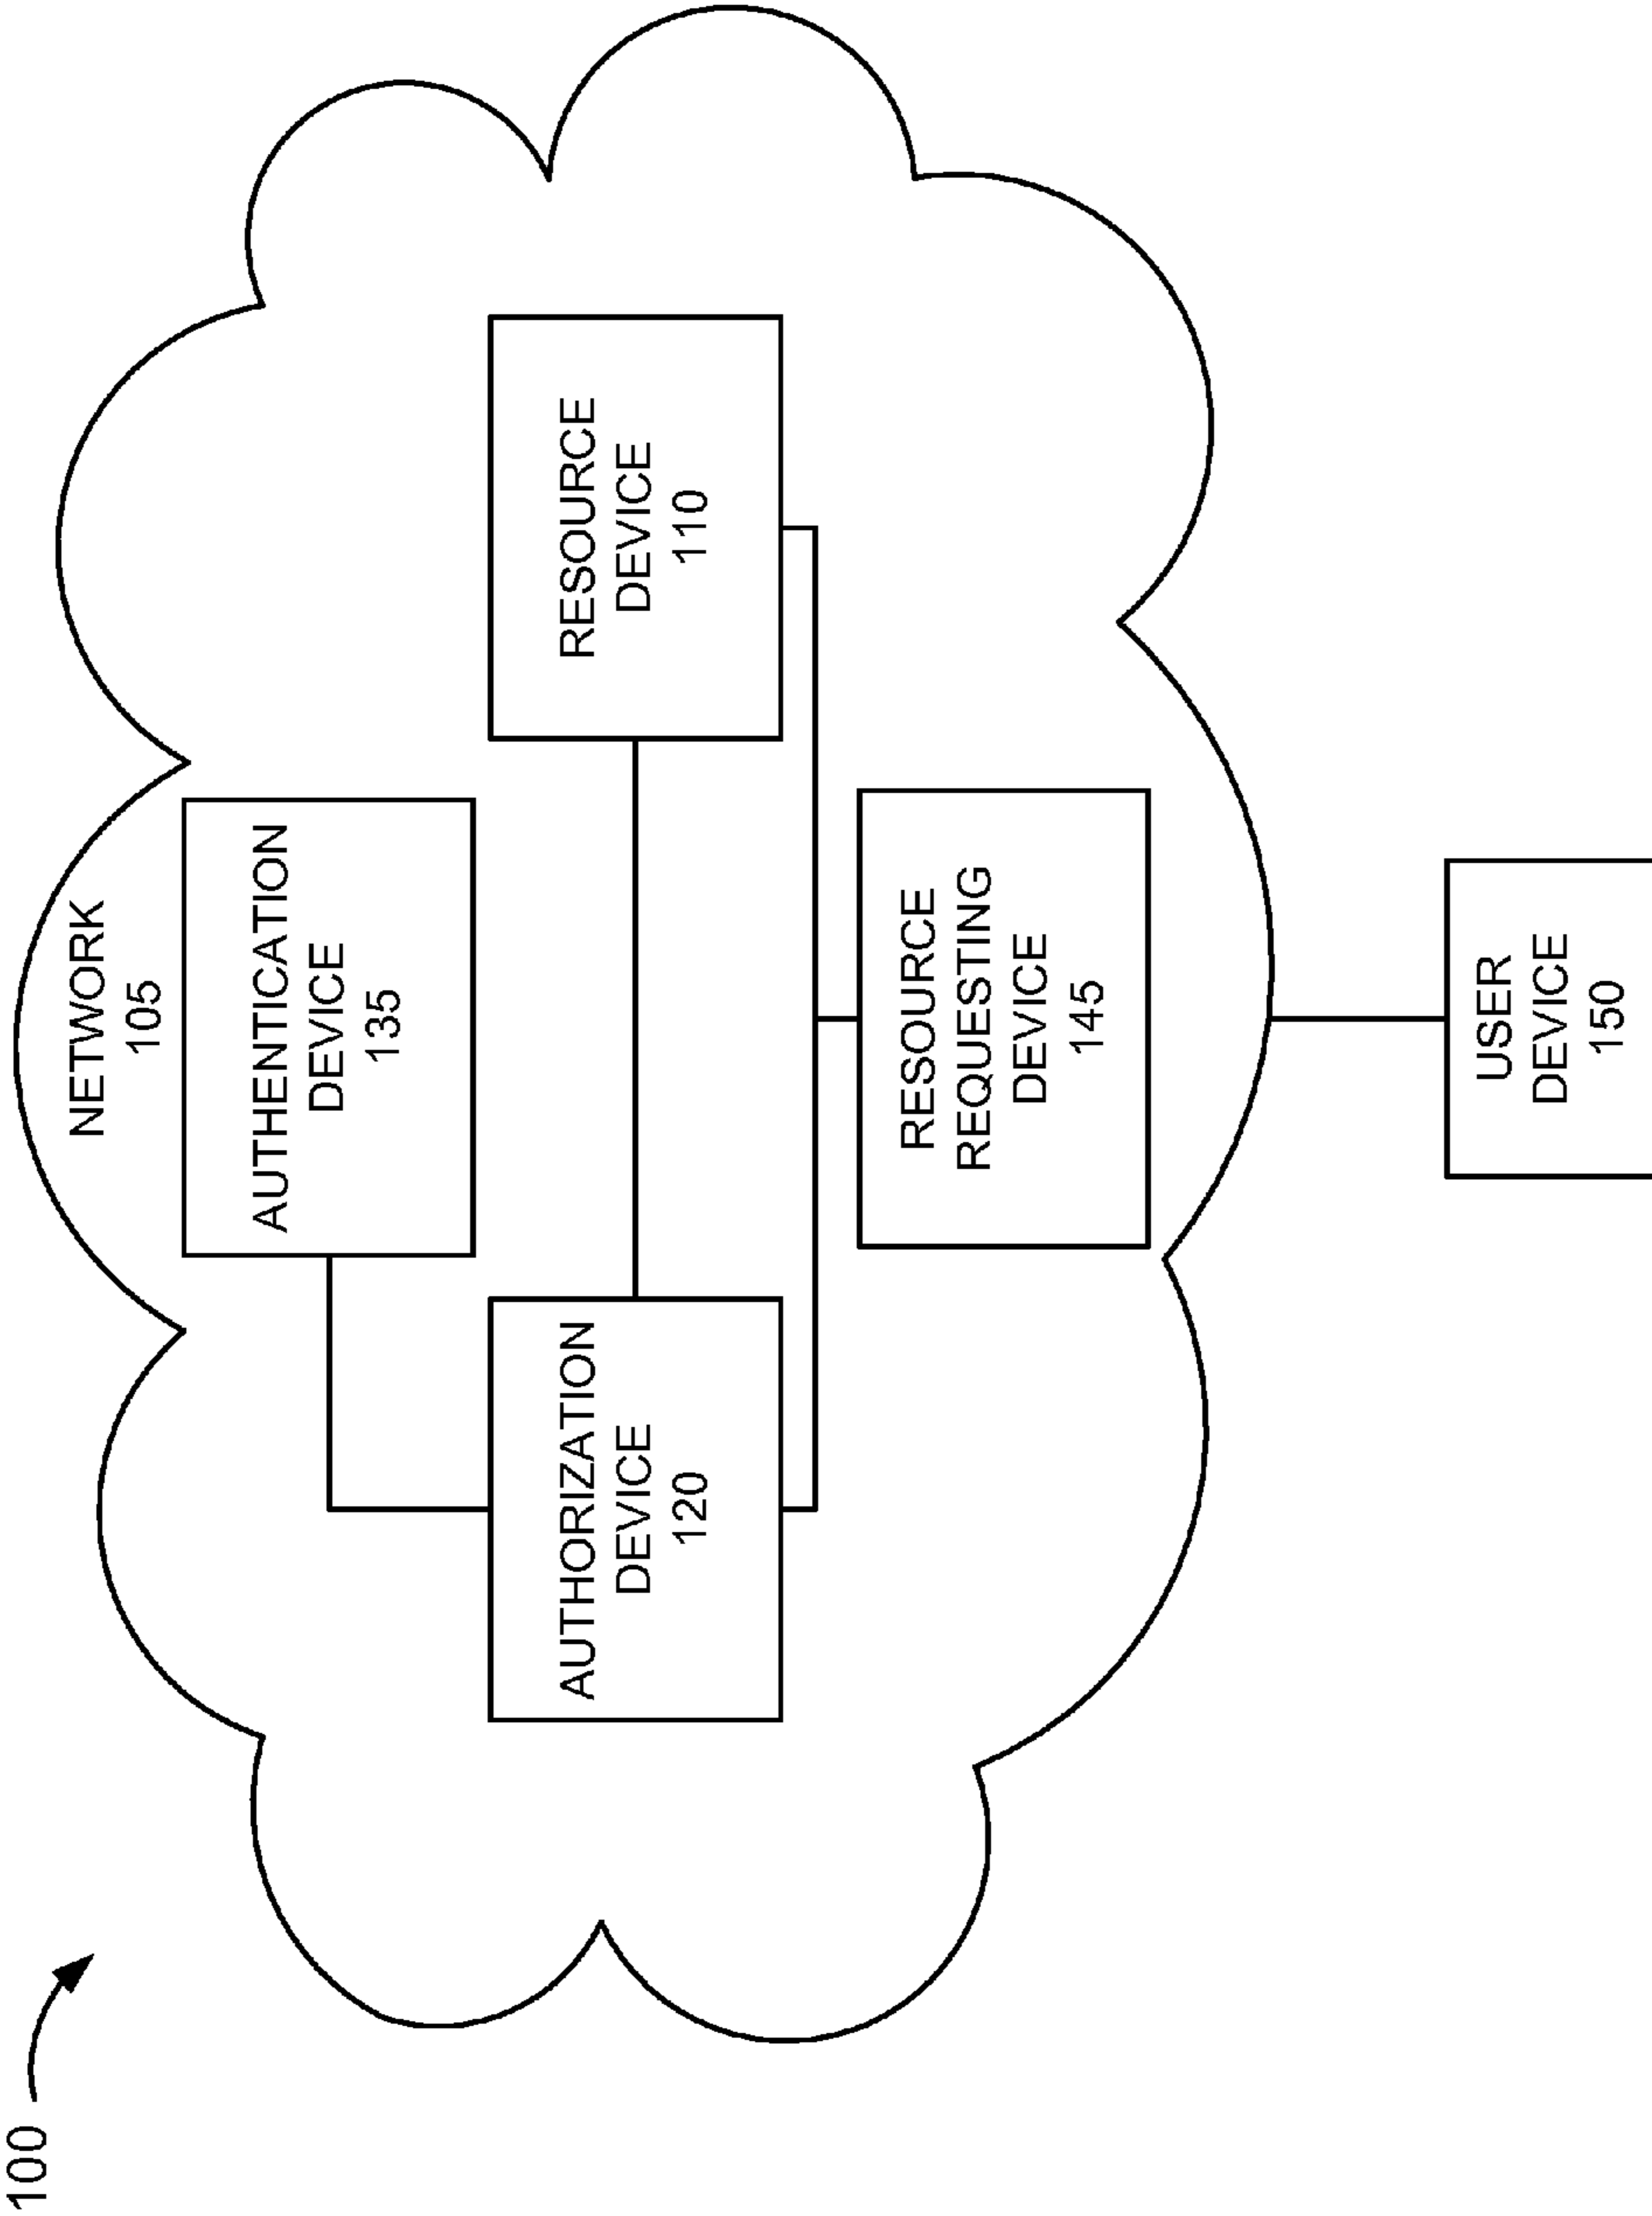 100
NETWORK
105
AUTHENTICATION
DEVICE
135
AUTHORIZATION
DEVICE
120
RESOURCE
DEVICE
110
RESOURCE
REQUESTING
DEVICE
145
USER
DEVICE
150